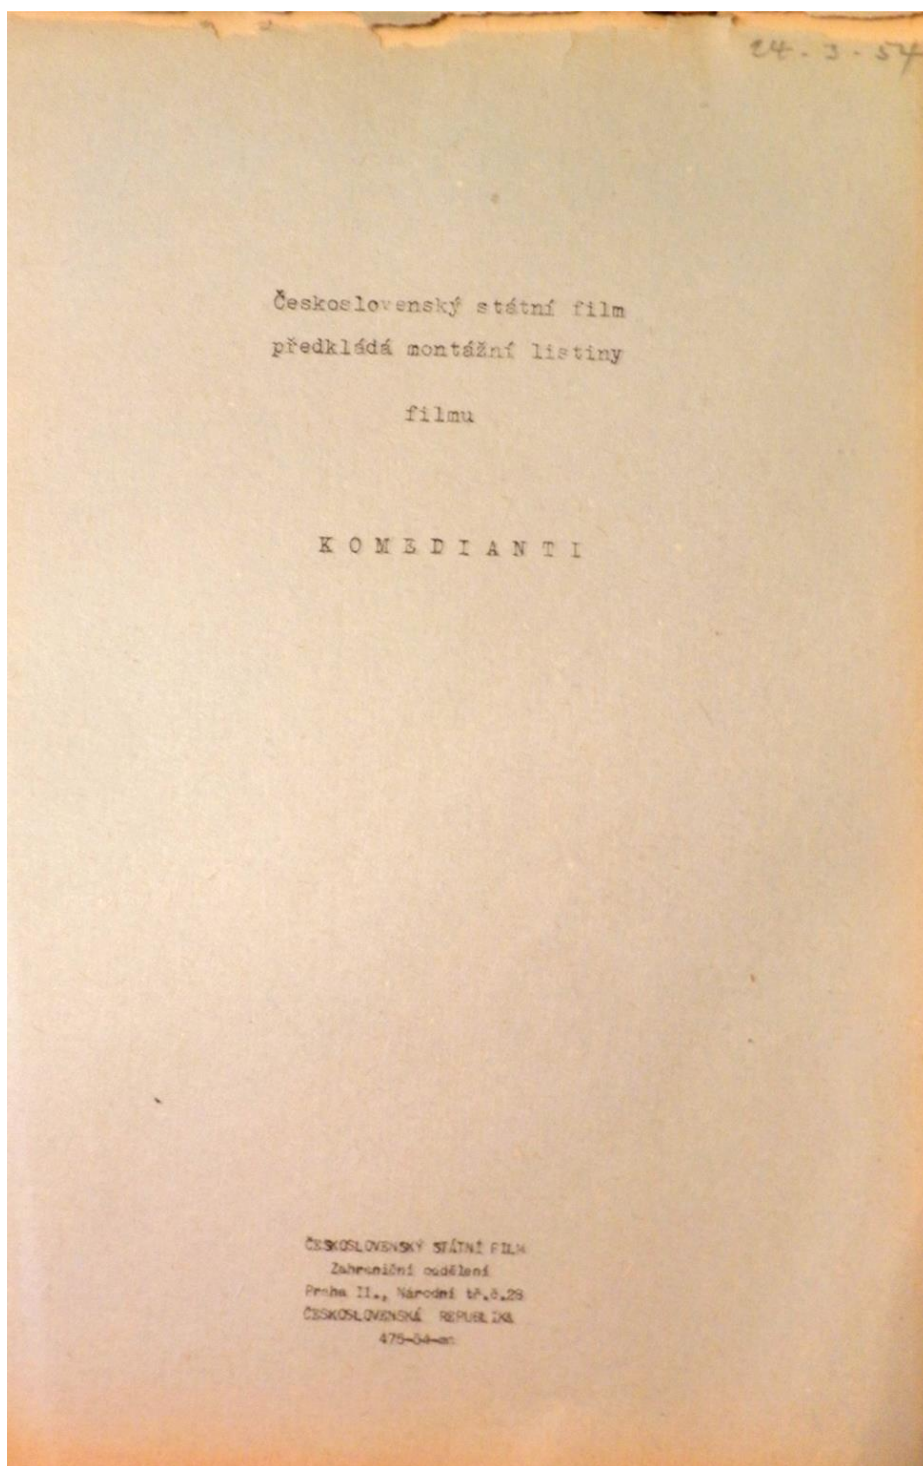 24.3.54
Československý státní film
předkládá montážní listiny
filmu
K O M E D I A N T I
ČESKOSLOVENSKÝ STÁTNÍ FILM
Zahraniční oddělení
Praha II., Národní tř.č.28
ČESKOSLOVENSKÁ REPUBLIKA